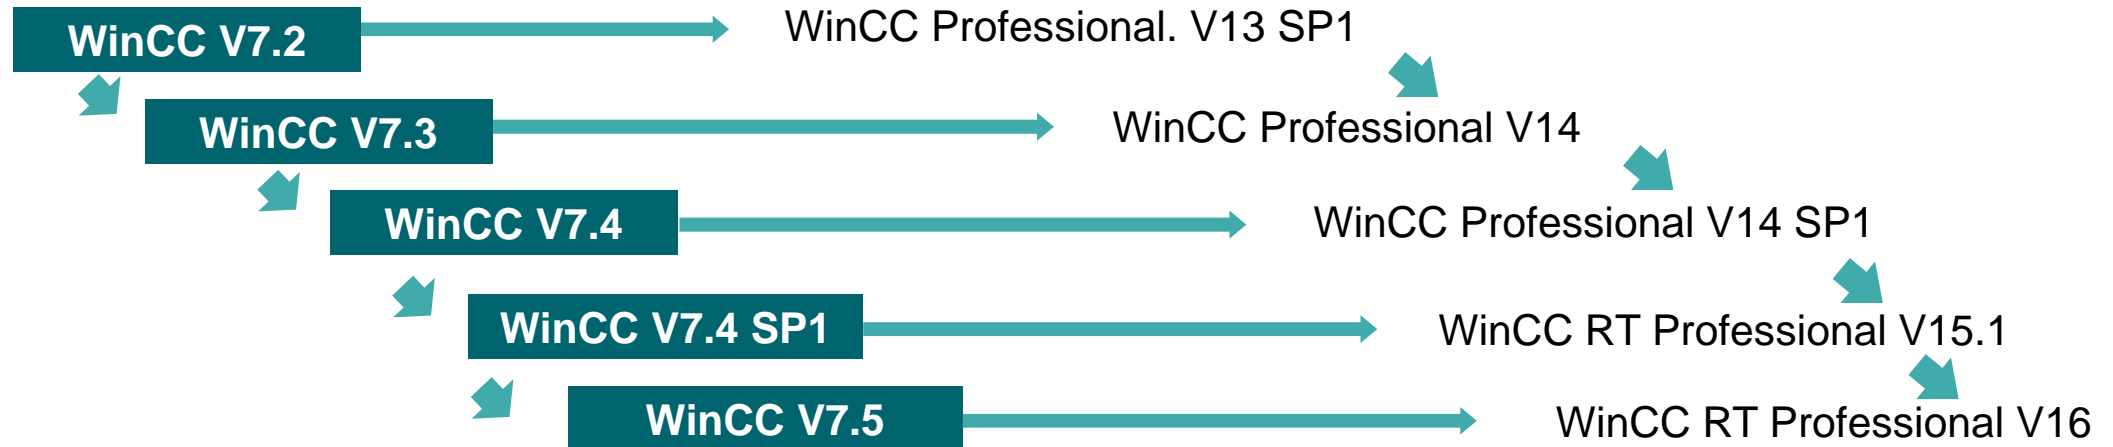 WinCC V7.2
WinCC Professional. V13 SP1
WinCC V7.3
WinCC Professional V14
WinCC V7.4
WinCC Professional V14 SP1
WinCC V7.4 SP1
WinCC RT Professional V15.1
WinCC V7.5
WinCC RT Professional V16